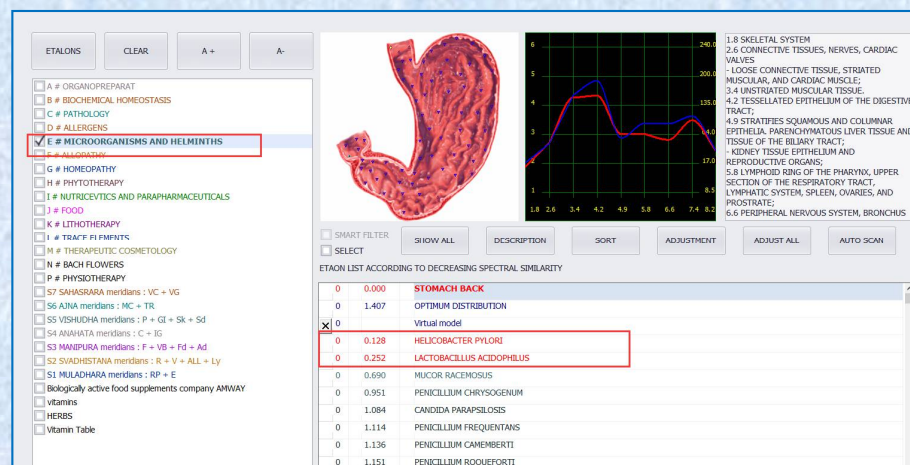 ETALONS
CLEAR
A +
A-
A # ORGANOPREPARAT
B # BIOCHEMICAL HOMEOSTASIS
C # PATHOLOGY
D # ALLERGENS
E # MICROORGANISMS AND HELMINTHS
F # ALLOPATHY
G # HOMEOPATHY
H # PHYTOTHERAPY
I # NUTRICEVTICS AND PARAPHARMACEUTICALS
J # FOOD
K # LITHOTHERAPY
L # TRACE ELEMENTS
M # THERAPEUTIC COSMETOLOGY
N # BACH FLOWERS
P # PHYSIOTHERAPY
S7 SAHASRARA meridians : VC + VG
S6 AJNA meridians : MC + TR
S5 VISHUDHA meridians : P + GI + Sk + Sd
S4 ANAHATA meridians : C + IG
S3 MANIPURA meridians : F + VB + Fd + Ad
S2 SVADHISTANA meridians : R + V + ALL + Ly
S1 MULADHARA meridians : RP + E
Biologically active food supplements company AMWAY
vitamins
HERBS
Vitamin Table
6 240.0
5 200.0
4 135.0
3 64.0
2 17.0
1 8.5
1.8 2.6 3.4 4.2 4.9 5.8 6.6 7.4 8.2
1.8 SKELETAL SYSTEM
2.6 CONNECTIVE TISSUES, NERVES, CARDIAC
VALVES
- LOOSE CONNECTIVE TISSUE, STRIATED
MUSCULAR, AND CARDIAC MUSCLE;
3.4 UNSTRIATED MUSCULAR TISSUE.
4.2 TESSELLATED EPITHELIUM OF THE DIGESTIVE
TRACT;
4.9 STRATIFIES SQUAMOUS AND COLUMNAR
EPITHELIA. PARENCHYMATOUS LIVER TISSUE AND
TISSUE OF THE BILIARY TRACT;
- KIDNEY TISSUE EPITHELIUM AND
REPRODUCTIVE ORGANS;
5.8 LYMPHOID RING OF THE PHARYNX, UPPER
SECTION OF THE RESPIRATORY TRACT,
LYMPHATIC SYSTEM, SPLEEN, OVARIES, AND
PROSTRATE;
6.6 PERIPHERAL NERVOUS SYSTEM, BRONCHUS
SMART FILTER
SELECT
SHOW ALL
DESCRIPTION
SORT
ADJUSTMENT
ADJUST ALL
AUTO SCAN
ETAON LIST ACCORDING TO DECREASING SPECTRAL SIMILARITY
0 0.000 STOMACH BACK
0 1.407 OPTIMUM DISTRIBUTION
0 Virtual model
0 0.128 HELICOBACTER PYLORI
0 0.252 LACTOBACILLUS ACIDOPHILUS
0 0.690 MUCOR RACEMOSUS
0 0.951 PENICILLIUM CHRYSOGENUM
0 1.084 CANDIDA PARAPSILOSIS
0 1.114 PENICILLIUM FREQUENTANS
0 1.136 PENICILLIUM CAMEMBERTI
0 1.151 PENICILLIUM ROQUEFORTI